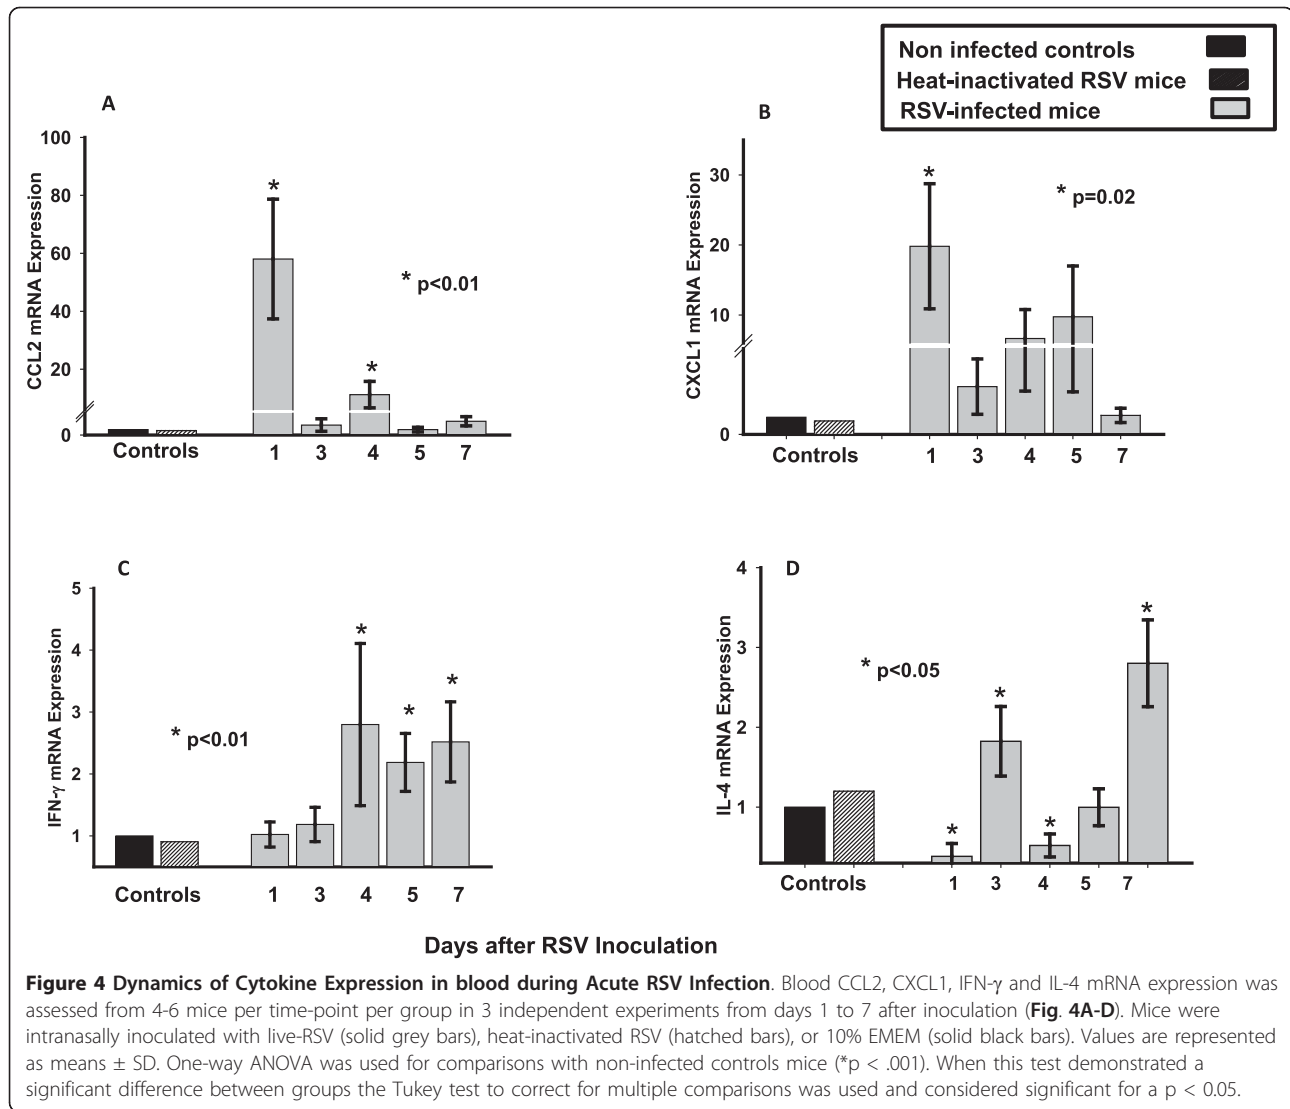 Non infected controls
Heat-inactivated RSV mice
RSV-infected mice
A
CCL2 mRNA Expression
100
80
60
40
20
0
*
*
* p<0.01
Controls
1 3 4 5 7
B
CXCL1 mRNA Expression
30
20
10
0
*
* p=0.02
Controls
1 3 4 5 7
C
IFN-γ mRNA Expression
5
4
3
2
1
*
*
*
* p<0.01
Controls
1 3 4 5 7
D
IL-4 mRNA Expression
4
3
2
1
*
*
*
*
* p<0.05
Controls
1 3 4 5 7
Days after RSV Inoculation
Figure 4 Dynamics of Cytokine Expression in blood during Acute RSV Infection. Blood CCL2, CXCL1, IFN-γ and IL-4 mRNA expression was
assessed from 4-6 mice per time-point per group in 3 independent experiments from days 1 to 7 after inoculation (Fig. 4A-D). Mice were
intranasally inoculated with live-RSV (solid grey bars), heat-inactivated RSV (hatched bars), or 10% EMEM (solid black bars). Values are represented
as means ± SD. One-way ANOVA was used for comparisons with non-infected controls mice (*p < .001). When this test demonstrated a
significant difference between groups the Tukey test to correct for multiple comparisons was used and considered significant for a p < 0.05.